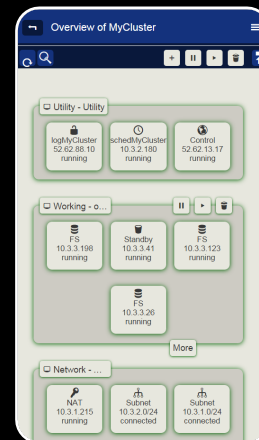 Overview of MyCluster
Utility - Utility
logMyCluster
52.62.88.10
running
schedMyCluster
10.3.2.180
running
Control
52.62.13.17
running
Working - o...
FS
10.3.3.198
running
Standby
10.3.3.41
running
FS
10.3.3.123
running
FS
10.3.3.26
running
More
Network - ...
NAT
10.3.1.215
running
Subnet
10.3.2.0/24
connected
Subnet
10.3.1.0/24
connected